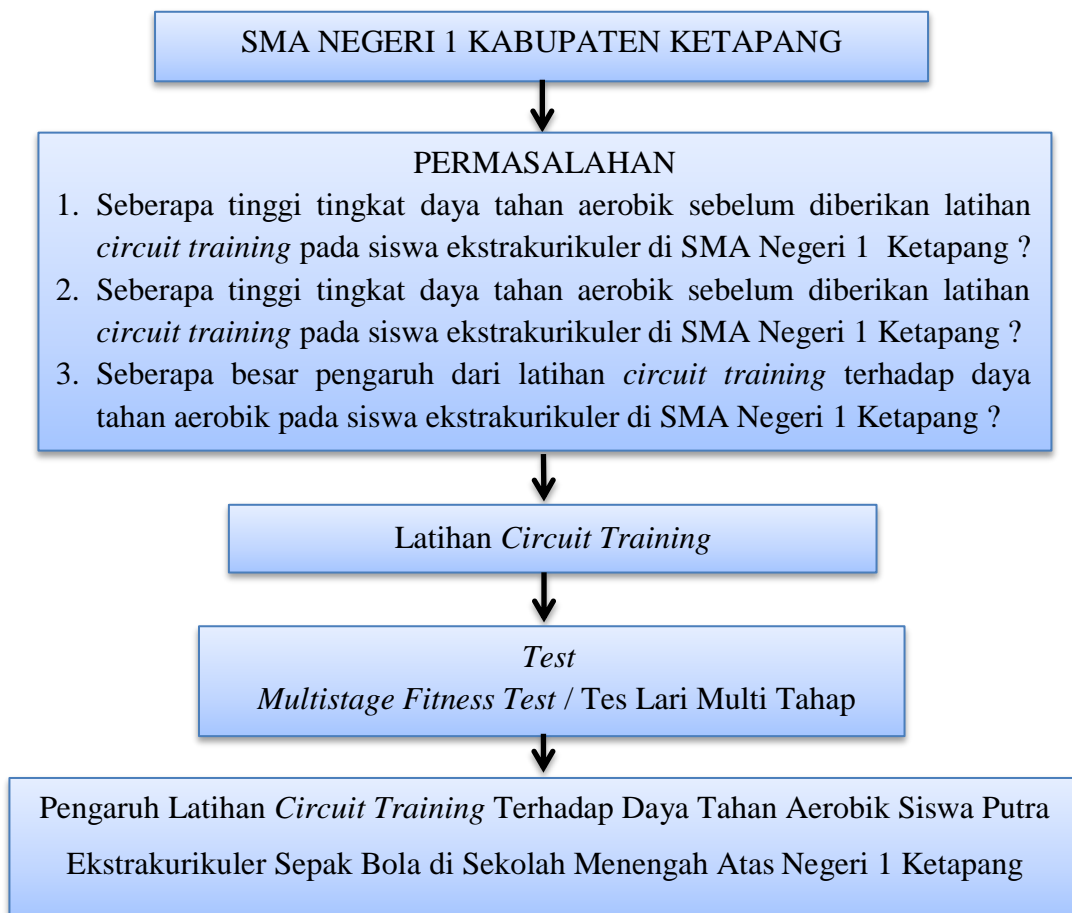 SMA NEGERI 1 KABUPATEN KETAPANG
PERMASALAHAN
1. Seberapa tinggi tingkat daya tahan aerobik sebelum diberikan latihan
circuit training pada siswa ekstrakurikuler di SMA Negeri 1 Ketapang ?
2. Seberapa tinggi tingkat daya tahan aerobik sebelum diberikan latihan
circuit training pada siswa ekstrakurikuler di SMA Negeri 1 Ketapang ?
3. Seberapa besar pengaruh dari latihan circuit training terhadap daya
tahan aerobik pada siswa ekstrakurikuler di SMA Negeri 1 Ketapang ?
Latihan Circuit Training
Test
Multistage Fitness Test / Tes Lari Multi Tahap
Pengaruh Latihan Circuit Training Terhadap Daya Tahan Aerobik Siswa Putra
Ekstrakurikuler Sepak Bola di Sekolah Menengah Atas Negeri 1 Ketapang